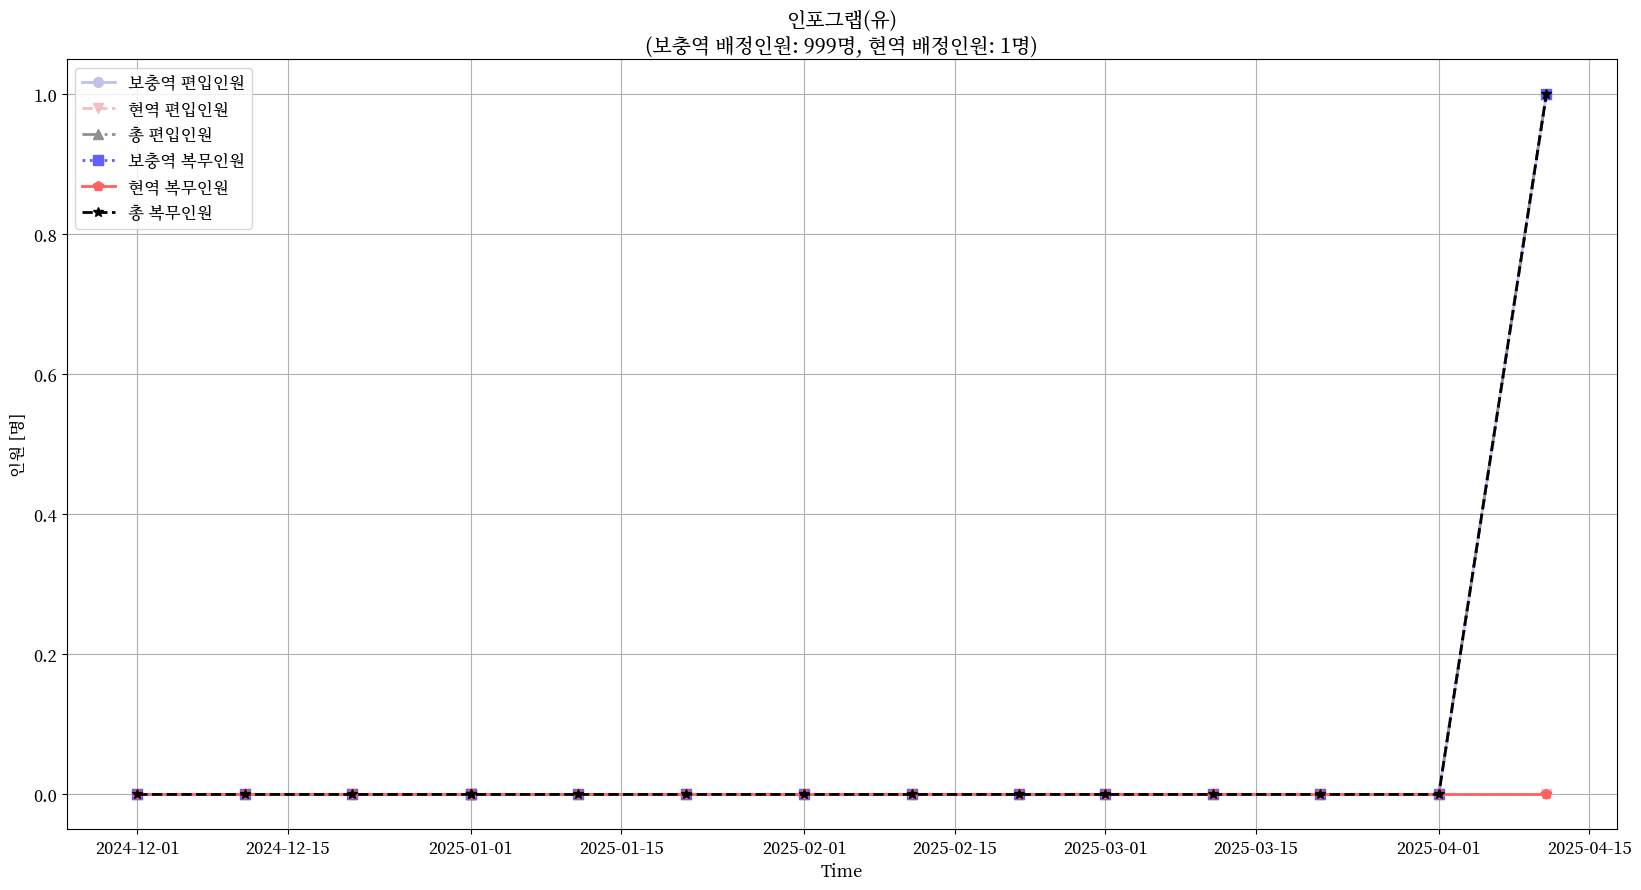 인포그랩(유)
(보충역 배정인원: 999명, 현역 배정인원: 1명)
보충역 편입인원
현역 편입인원
총 편입인원
보충역 복무인원
현역 복무인원
총 복무인원
인원 [명]
1.0
0.8
0.6
0.4
0.2
0.0
2024-12-01
2024-12-15
2025-01-01
2025-01-15
2025-02-01
2025-02-15
2025-03-01
2025-03-15
2025-04-01
2025-04-15
Time